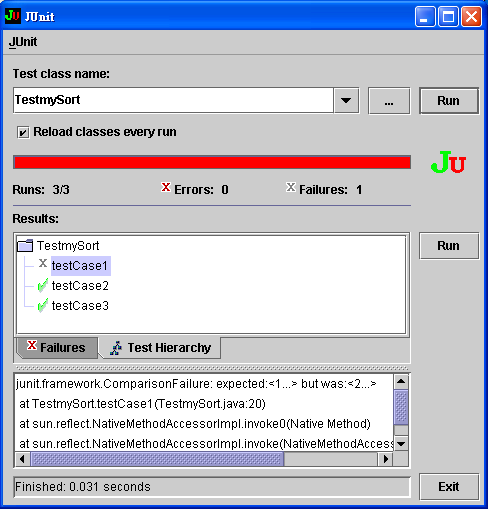 JUnit
JUnit
Test class name:
TestmySort ... Run
Reload classes every run
JU
Runs: 3/3 X Errors: 0 X Failures: 1
Results:
TestmySort Run
X testCase1
testCase2
testCase3
X Failures Test Hierarchy
junit.framework.ComparisonFailure: expected:<1...> but was:<2...>
at TestmySort.testCase1(TestmySort.java:20)
at sun.reflect.NativeMethodAccessorImpl.invoke0(Native Method)
at sun.reflect.NativeMethodAccessorImpl.invoke(NativeMethodAccess
Finished: 0.031 seconds Exit